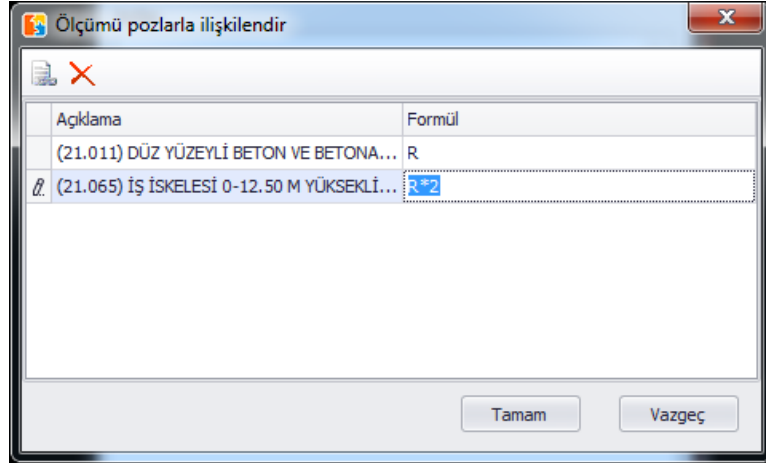 Ölçümü pozlarla ilişkilendir
Açıklama Formül
(21.011) DÜZ YÜZEYLİ BETON VE BETONA... R
(21.065) İŞ İSKELESİ 0-12.50 M YÜKSEKLİ... R*2
Tamam Vazgeç